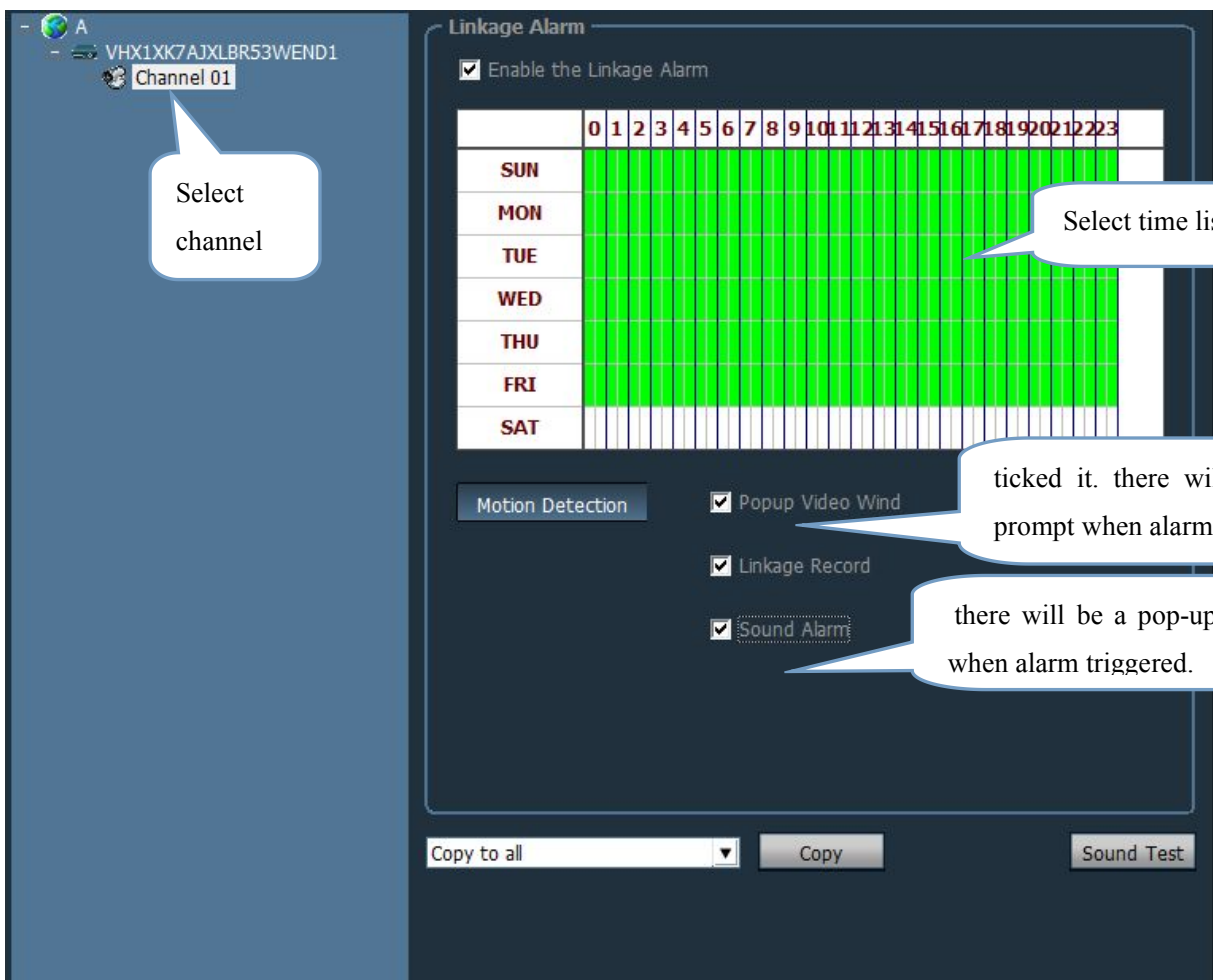 A
VHX1XK7AJXLBR53WEND1
Channel 01
Select
channel
Linkage Alarm
Enable the Linkage Alarm
0 1 2 3 4 5 6 7 8 9 10 11 12 13 14 15 16 17 18 19 20 21 22 23
SUN
MON
TUE
WED
THU
FRI
SAT
Select time lis
Motion Detection
Popup Video Wind
ticked it. there wil
prompt when alarm
Linkage Record
Sound Alarm
there will be a pop-up
when alarm triggered.
Copy to all
Copy
Sound Test